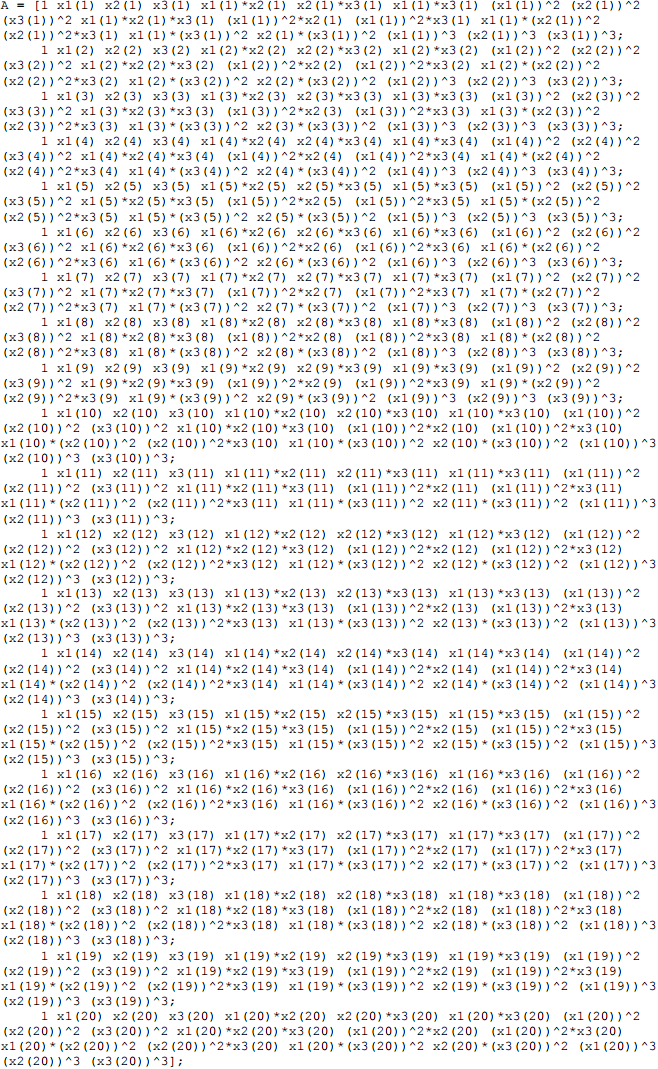 A = [1 x1(1) x2(1) x3(1) x1(1)*x2(1) x2(1)*x3(1) x1(1)*x3(1) (x1(1))^2 (x2(1))^2
(x3(1))^2 x1(1)*x2(1)*x3(1) (x1(1))^2*x2(1) (x1(1))^2*x3(1) x1(1)*(x2(1))^2
(x2(1))^2*x3(1) x1(1)*(x3(1))^2 x2(1)*(x3(1))^2 (x1(1))^3 (x2(1))^3 (x3(1))^3;
1 x1(2) x2(2) x3(2) x1(2)*x2(2) x2(2)*x3(2) x1(2)*x3(2) (x1(2))^2 (x2(2))^2
(x3(2))^2 x1(2)*x2(2)*x3(2) (x1(2))^2*x2(2) (x1(2))^2*x3(2) x1(2)*(x2(2))^2
(x2(2))^2*x3(2) x1(2)*(x3(2))^2 x2(2)*(x3(2))^2 (x1(2))^3 (x2(2))^3 (x3(2))^3;
1 x1(3) x2(3) x3(3) x1(3)*x2(3) x2(3)*x3(3) x1(3)*x3(3) (x1(3))^2 (x2(3))^2
(x3(3))^2 x1(3)*x2(3)*x3(3) (x1(3))^2*x2(3) (x1(3))^2*x3(3) x1(3)*(x2(3))^2
(x2(3))^2*x3(3) x1(3)*(x3(3))^2 x2(3)*(x3(3))^2 (x1(3))^3 (x2(3))^3 (x3(3))^3;
1 x1(4) x2(4) x3(4) x1(4)*x2(4) x2(4)*x3(4) x1(4)*x3(4) (x1(4))^2 (x2(4))^2
(x3(4))^2 x1(4)*x2(4)*x3(4) (x1(4))^2*x2(4) (x1(4))^2*x3(4) x1(4)*(x2(4))^2
(x2(4))^2*x3(4) x1(4)*(x3(4))^2 x2(4)*(x3(4))^2 (x1(4))^3 (x2(4))^3 (x3(4))^3;
1 x1(5) x2(5) x3(5) x1(5)*x2(5) x2(5)*x3(5) x1(5)*x3(5) (x1(5))^2 (x2(5))^2
(x3(5))^2 x1(5)*x2(5)*x3(5) (x1(5))^2*x2(5) (x1(5))^2*x3(5) x1(5)*(x2(5))^2
(x2(5))^2*x3(5) x1(5)*(x3(5))^2 x2(5)*(x3(5))^2 (x1(5))^3 (x2(5))^3 (x3(5))^3;
1 x1(6) x2(6) x3(6) x1(6)*x2(6) x2(6)*x3(6) x1(6)*x3(6) (x1(6))^2 (x2(6))^2
(x3(6))^2 x1(6)*x2(6)*x3(6) (x1(6))^2*x2(6) (x1(6))^2*x3(6) x1(6)*(x2(6))^2
(x2(6))^2*x3(6) x1(6)*(x3(6))^2 x2(6)*(x3(6))^2 (x1(6))^3 (x2(6))^3 (x3(6))^3;
1 x1(7) x2(7) x3(7) x1(7)*x2(7) x2(7)*x3(7) x1(7)*x3(7) (x1(7))^2 (x2(7))^2
(x3(7))^2 x1(7)*x2(7)*x3(7) (x1(7))^2*x2(7) (x1(7))^2*x3(7) x1(7)*(x2(7))^2
(x2(7))^2*x3(7) x1(7)*(x3(7))^2 x2(7)*(x3(7))^2 (x1(7))^3 (x2(7))^3 (x3(7))^3;
1 x1(8) x2(8) x3(8) x1(8)*x2(8) x2(8)*x3(8) x1(8)*x3(8) (x1(8))^2 (x2(8))^2
(x3(8))^2 x1(8)*x2(8)*x3(8) (x1(8))^2*x2(8) (x1(8))^2*x3(8) x1(8)*(x2(8))^2
(x2(8))^2*x3(8) x1(8)*(x3(8))^2 x2(8)*(x3(8))^2 (x1(8))^3 (x2(8))^3 (x3(8))^3;
1 x1(9) x2(9) x3(9) x1(9)*x2(9) x2(9)*x3(9) x1(9)*x3(9) (x1(9))^2 (x2(9))^2
(x3(9))^2 x1(9)*x2(9)*x3(9) (x1(9))^2*x2(9) (x1(9))^2*x3(9) x1(9)*(x2(9))^2
(x2(9))^2*x3(9) x1(9)*(x3(9))^2 x2(9)*(x3(9))^2 (x1(9))^3 (x2(9))^3 (x3(9))^3;
1 x1(10) x2(10) x3(10) x1(10)*x2(10) x2(10)*x3(10) x1(10)*x3(10) (x1(10))^2
(x2(10))^2 (x3(10))^2 x1(10)*x2(10)*x3(10) (x1(10))^2*x2(10) (x1(10))^2*x3(10)
x1(10)*(x2(10))^2 (x2(10))^2*x3(10) x1(10)*(x3(10))^2 x2(10)*(x3(10))^2 (x1(10))^3
(x2(10))^3 (x3(10))^3;
1 x1(11) x2(11) x3(11) x1(11)*x2(11) x2(11)*x3(11) x1(11)*x3(11) (x1(11))^2
(x2(11))^2 (x3(11))^2 x1(11)*x2(11)*x3(11) (x1(11))^2*x2(11) (x1(11))^2*x3(11)
x1(11)*(x2(11))^2 (x2(11))^2*x3(11) x1(11)*(x3(11))^2 x2(11)*(x3(11))^2 (x1(11))^3
(x2(11))^3 (x3(11))^3;
1 x1(12) x2(12) x3(12) x1(12)*x2(12) x2(12)*x3(12) x1(12)*x3(12) (x1(12))^2
(x2(12))^2 (x3(12))^2 x1(12)*x2(12)*x3(12) (x1(12))^2*x2(12) (x1(12))^2*x3(12)
x1(12)*(x2(12))^2 (x2(12))^2*x3(12) x1(12)*(x3(12))^2 x2(12)*(x3(12))^2 (x1(12))^3
(x2(12))^3 (x3(12))^3;
1 x1(13) x2(13) x3(13) x1(13)*x2(13) x2(13)*x3(13) x1(13)*x3(13) (x1(13))^2
(x2(13))^2 (x3(13))^2 x1(13)*x2(13)*x3(13) (x1(13))^2*x2(13) (x1(13))^2*x3(13)
x1(13)*(x2(13))^2 (x2(13))^2*x3(13) x1(13)*(x3(13))^2 x2(13)*(x3(13))^2 (x1(13))^3
(x2(13))^3 (x3(13))^3;
1 x1(14) x2(14) x3(14) x1(14)*x2(14) x2(14)*x3(14) x1(14)*x3(14) (x1(14))^2
(x2(14))^2 (x3(14))^2 x1(14)*x2(14)*x3(14) (x1(14))^2*x2(14) (x1(14))^2*x3(14)
x1(14)*(x2(14))^2 (x2(14))^2*x3(14) x1(14)*(x3(14))^2 x2(14)*(x3(14))^2 (x1(14))^3
(x2(14))^3 (x3(14))^3;
1 x1(15) x2(15) x3(15) x1(15)*x2(15) x2(15)*x3(15) x1(15)*x3(15) (x1(15))^2
(x2(15))^2 (x3(15))^2 x1(15)*x2(15)*x3(15) (x1(15))^2*x2(15) (x1(15))^2*x3(15)
x1(15)*(x2(15))^2 (x2(15))^2*x3(15) x1(15)*(x3(15))^2 x2(15)*(x3(15))^2 (x1(15))^3
(x2(15))^3 (x3(15))^3;
1 x1(16) x2(16) x3(16) x1(16)*x2(16) x2(16)*x3(16) x1(16)*x3(16) (x1(16))^2
(x2(16))^2 (x3(16))^2 x1(16)*x2(16)*x3(16) (x1(16))^2*x2(16) (x1(16))^2*x3(16)
x1(16)*(x2(16))^2 (x2(16))^2*x3(16) x1(16)*(x3(16))^2 x2(16)*(x3(16))^2 (x1(16))^3
(x2(16))^3 (x3(16))^3;
1 x1(17) x2(17) x3(17) x1(17)*x2(17) x2(17)*x3(17) x1(17)*x3(17) (x1(17))^2
(x2(17))^2 (x3(17))^2 x1(17)*x2(17)*x3(17) (x1(17))^2*x2(17) (x1(17))^2*x3(17)
x1(17)*(x2(17))^2 (x2(17))^2*x3(17) x1(17)*(x3(17))^2 x2(17)*(x3(17))^2 (x1(17))^3
(x2(17))^3 (x3(17))^3;
1 x1(18) x2(18) x3(18) x1(18)*x2(18) x2(18)*x3(18) x1(18)*x3(18) (x1(18))^2
(x2(18))^2 (x3(18))^2 x1(18)*x2(18)*x3(18) (x1(18))^2*x2(18) (x1(18))^2*x3(18)
x1(18)*(x2(18))^2 (x2(18))^2*x3(18) x1(18)*(x3(18))^2 x2(18)*(x3(18))^2 (x1(18))^3
(x2(18))^3 (x3(18))^3;
1 x1(19) x2(19) x3(19) x1(19)*x2(19) x2(19)*x3(19) x1(19)*x3(19) (x1(19))^2
(x2(19))^2 (x3(19))^2 x1(19)*x2(19)*x3(19) (x1(19))^2*x2(19) (x1(19))^2*x3(19)
x1(19)*(x2(19))^2 (x2(19))^2*x3(19) x1(19)*(x3(19))^2 x2(19)*(x3(19))^2 (x1(19))^3
(x2(19))^3 (x3(19))^3;
1 x1(20) x2(20) x3(20) x1(20)*x2(20) x2(20)*x3(20) x1(20)*x3(20) (x1(20))^2
(x2(20))^2 (x3(20))^2 x1(20)*x2(20)*x3(20) (x1(20))^2*x2(20) (x1(20))^2*x3(20)
x1(20)*(x2(20))^2 (x2(20))^2*x3(20) x1(20)*(x3(20))^2 x2(20)*(x3(20))^2 (x1(20))^3
(x2(20))^3 (x3(20))^3];